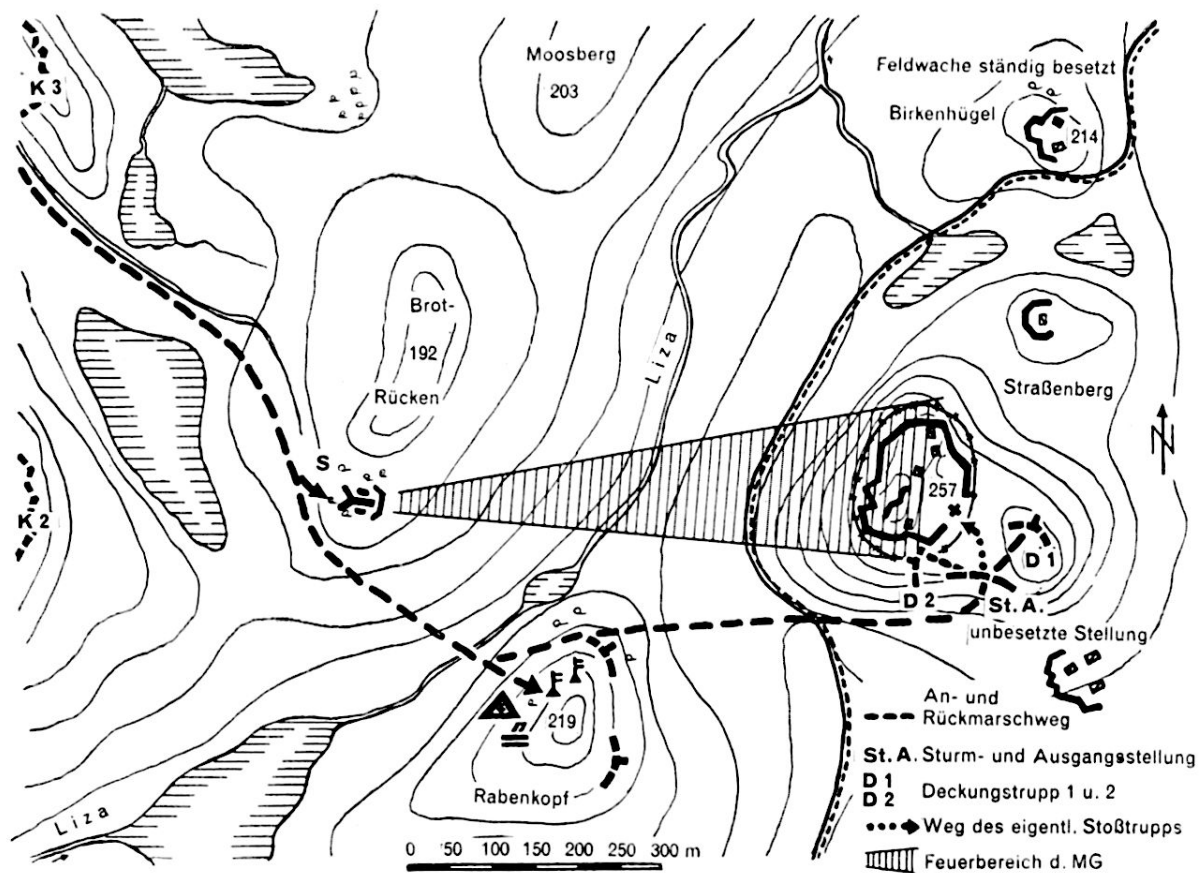 Moosberg
203
Feldwache ständig besetzt
Birkenhügel
214
K 3
Brot-
192
Rücken
Liza
Straßenberg
N
S
257
K 2
D 1
D 2
St. A.
unbesetzte Stellung
219
Rabenkopf
Liza
0 50 100 150 200 300 m
An- und
Rückmarschweg
St. A. Sturm- und Ausgangsstellung
D 1
D 2
Deckungstrupp 1 u. 2
Weg des eigentl. Stoßtrupps
Feuerbereich d. MG